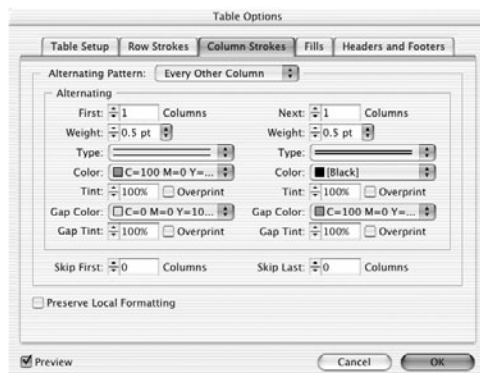 Table Options
Table Setup Row Strokes Column Strokes Fills Headers and Footers
Alternating Pattern: Every Other Column
Alternating
First: 1 Columns Next: 1 Columns
Weight: 0.5 pt Weight: 0.5 pt
Type: Type:
Color: C=100 M=0 Y=... Color: [Black]
Tint: 100% Overprint Tint: 100% Overprint
Gap Color: C=0 M=0 Y=10... Gap Color: C=100 M=0 Y=...
Gap Tint: 100% Overprint Gap Tint: 100% Overprint
Skip First: 0 Columns Skip Last: 0 Columns
Preserve Local Formatting
Preview Cancel OK